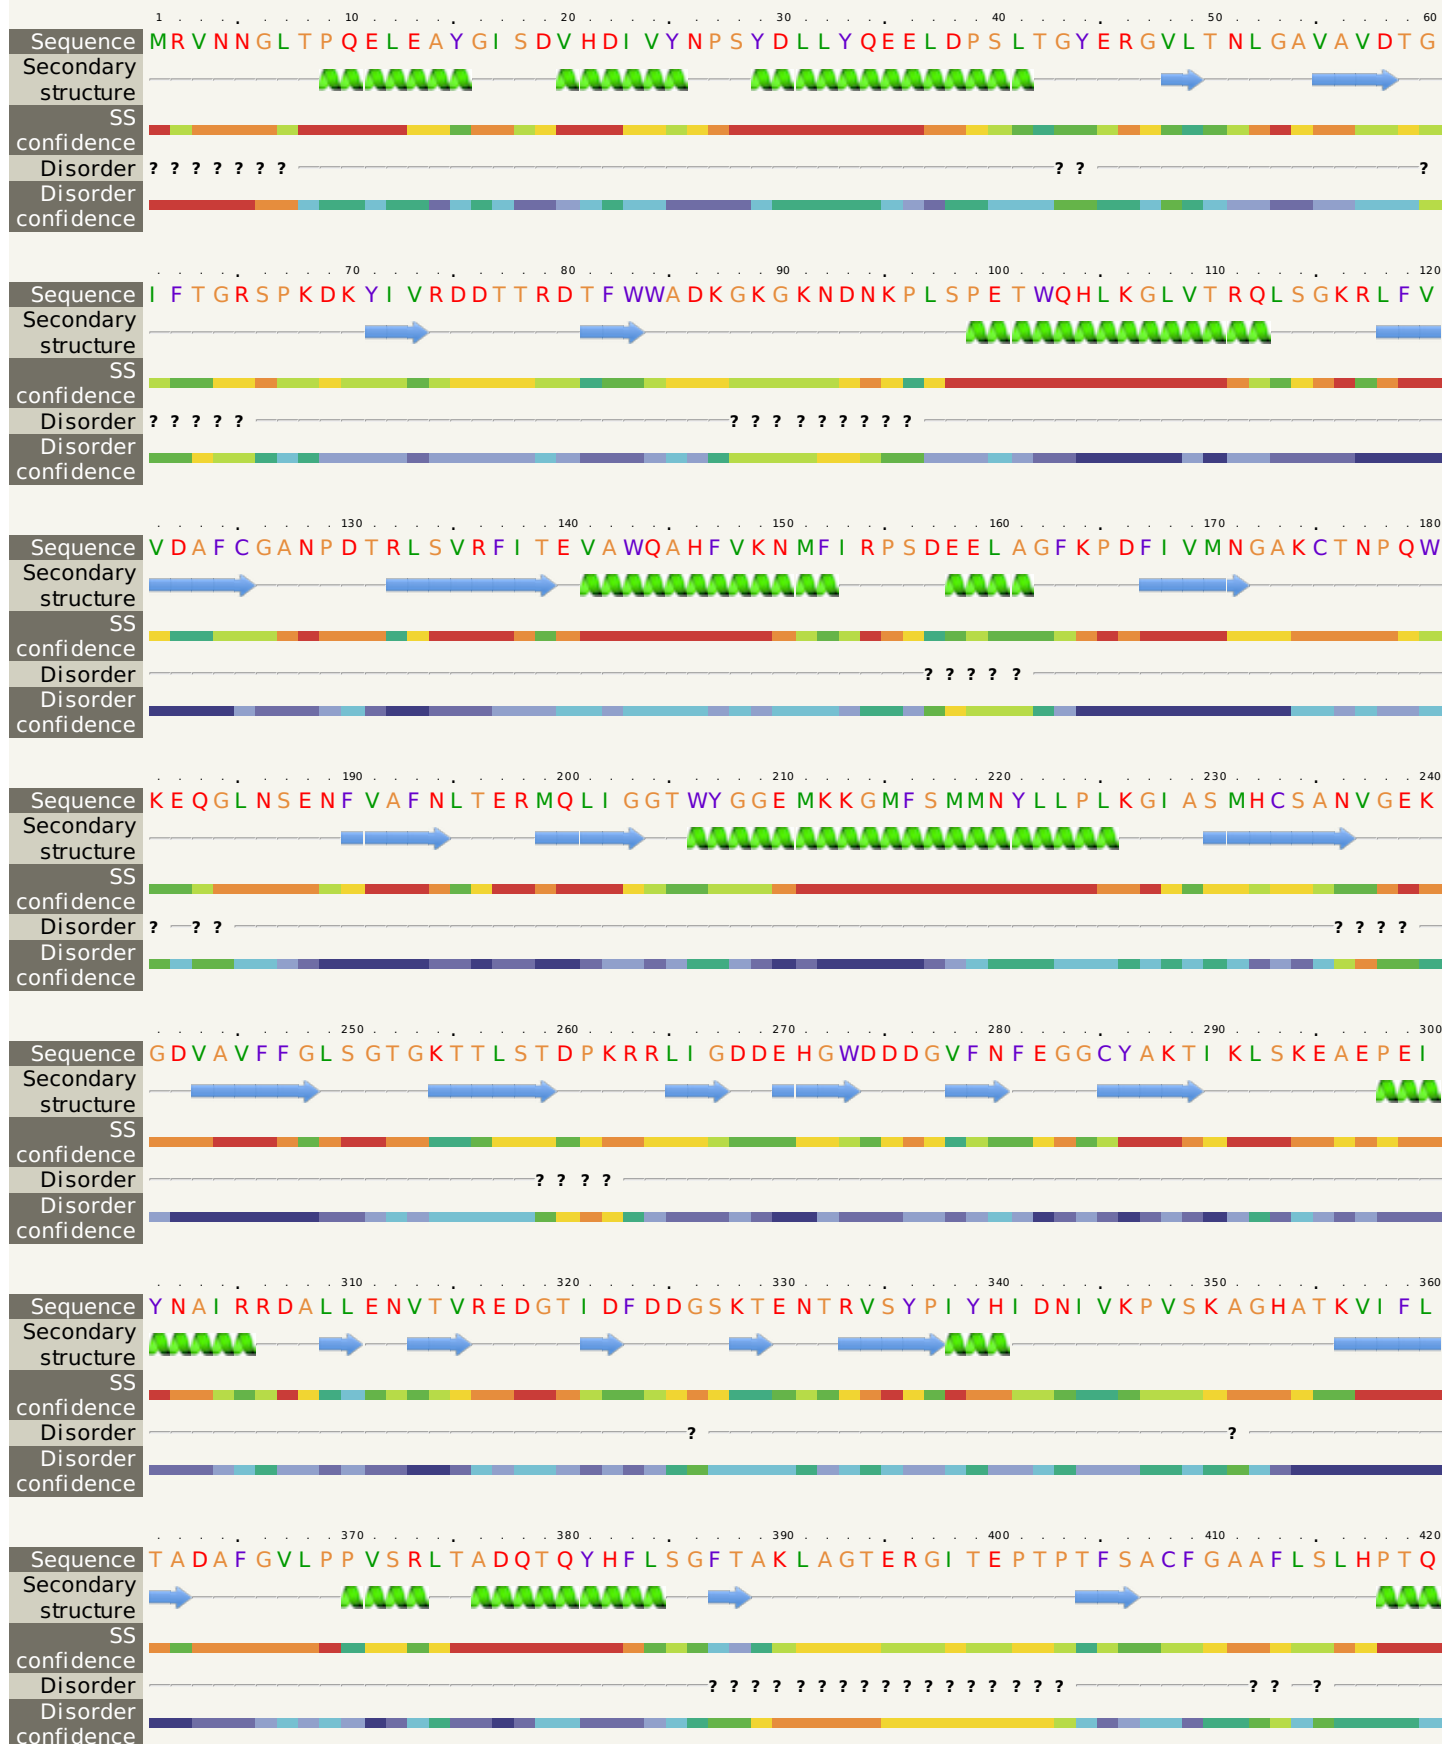 1 10 20 30 40 50 60
Sequence MRVNNGLTPQELEAYGISDVHDIVYNPSYDLLYQEELDPSLTGYERGVLTNLGAVAVDTG
Secondary
structure
SS
confidence
Disorder ? ? ? ? ? ? ? ? ? ?
Disorder
confidence
70 80 90 100 110 120
Sequence IFTGRSPKDKYIVRDDTTRDTFWWADKGKGKNDNKPLSPETWQHLKGLVTRQLSGKRLFV
Secondary
structure
SS
confidence
Disorder ? ? ? ? ? ? ? ? ? ? ? ? ? ?
Disorder
confidence
130 140 150 160 170 180
Sequence VDAFCGANPDTRLSVRFITEVAWQAHFVKNMFIRPSDEELAGFKPDFIVMNGAKCTNPQW
Secondary
structure
SS
confidence
Disorder ? ? ? ? ?
Disorder
confidence
190 200 210 220 230 240
Sequence KEQGLNSENFVAFNLTERMQLIGGTWYGGEMKKGMFSMMNYLLPLKGIASMHCSANVGEK
Secondary
structure
SS
confidence
Disorder ? ? ? ? ? ? ?
Disorder
confidence
250 260 270 280 290 300
Sequence GDVAVFFGLSGTGKTTLSTDPKRRLIGDDEHGWDDDGVFNFEGGCYAKTIKLSKEAEPEI
Secondary
structure
SS
confidence
Disorder ? ? ? ?
Disorder
confidence
310 320 330 340 350 360
Sequence YNAIRRDALLENVTVREDGTIDFDDGSKTENTRVSYPIYHIDNIVKPVSKAGHATKVIFL
Secondary
structure
SS
confidence
Disorder ? ?
Disorder
confidence
370 380 390 400 410 420
Sequence TADAFGVLPPVSRLTADQTQYHFLSGFTAKLAGTERGITEPTPTFSACFGAAFLSLHPTQ
Secondary
structure
SS
confidence
Disorder ? ? ? ? ? ? ? ? ? ? ? ? ? ? ? ? ? ? ? ?
Disorder
confidence